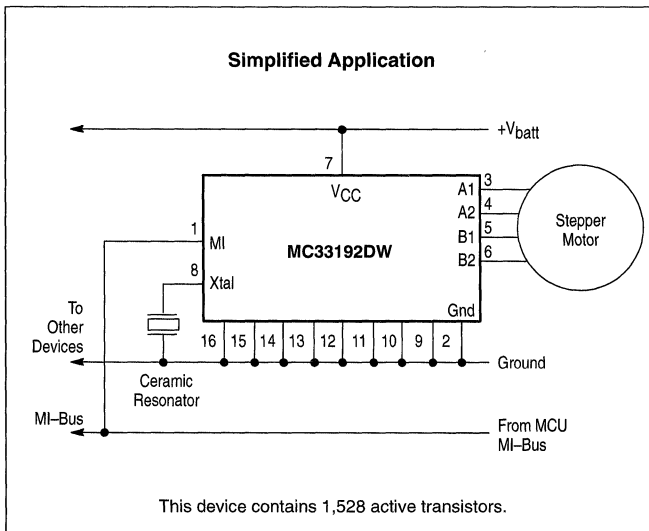 Simplified Application
+Vbatt
7
VCC
A1 3
A2 4
B1 5
B2 6
Stepper
Motor
1
MI
MC33192DW
8
Xtal
Gnd
To
Other
Devices
16 15 14 13 12 11 10 9 2
Ground
Ceramic
Resonator
MI–Bus
From MCU
MI–Bus
This device contains 1,528 active transistors.